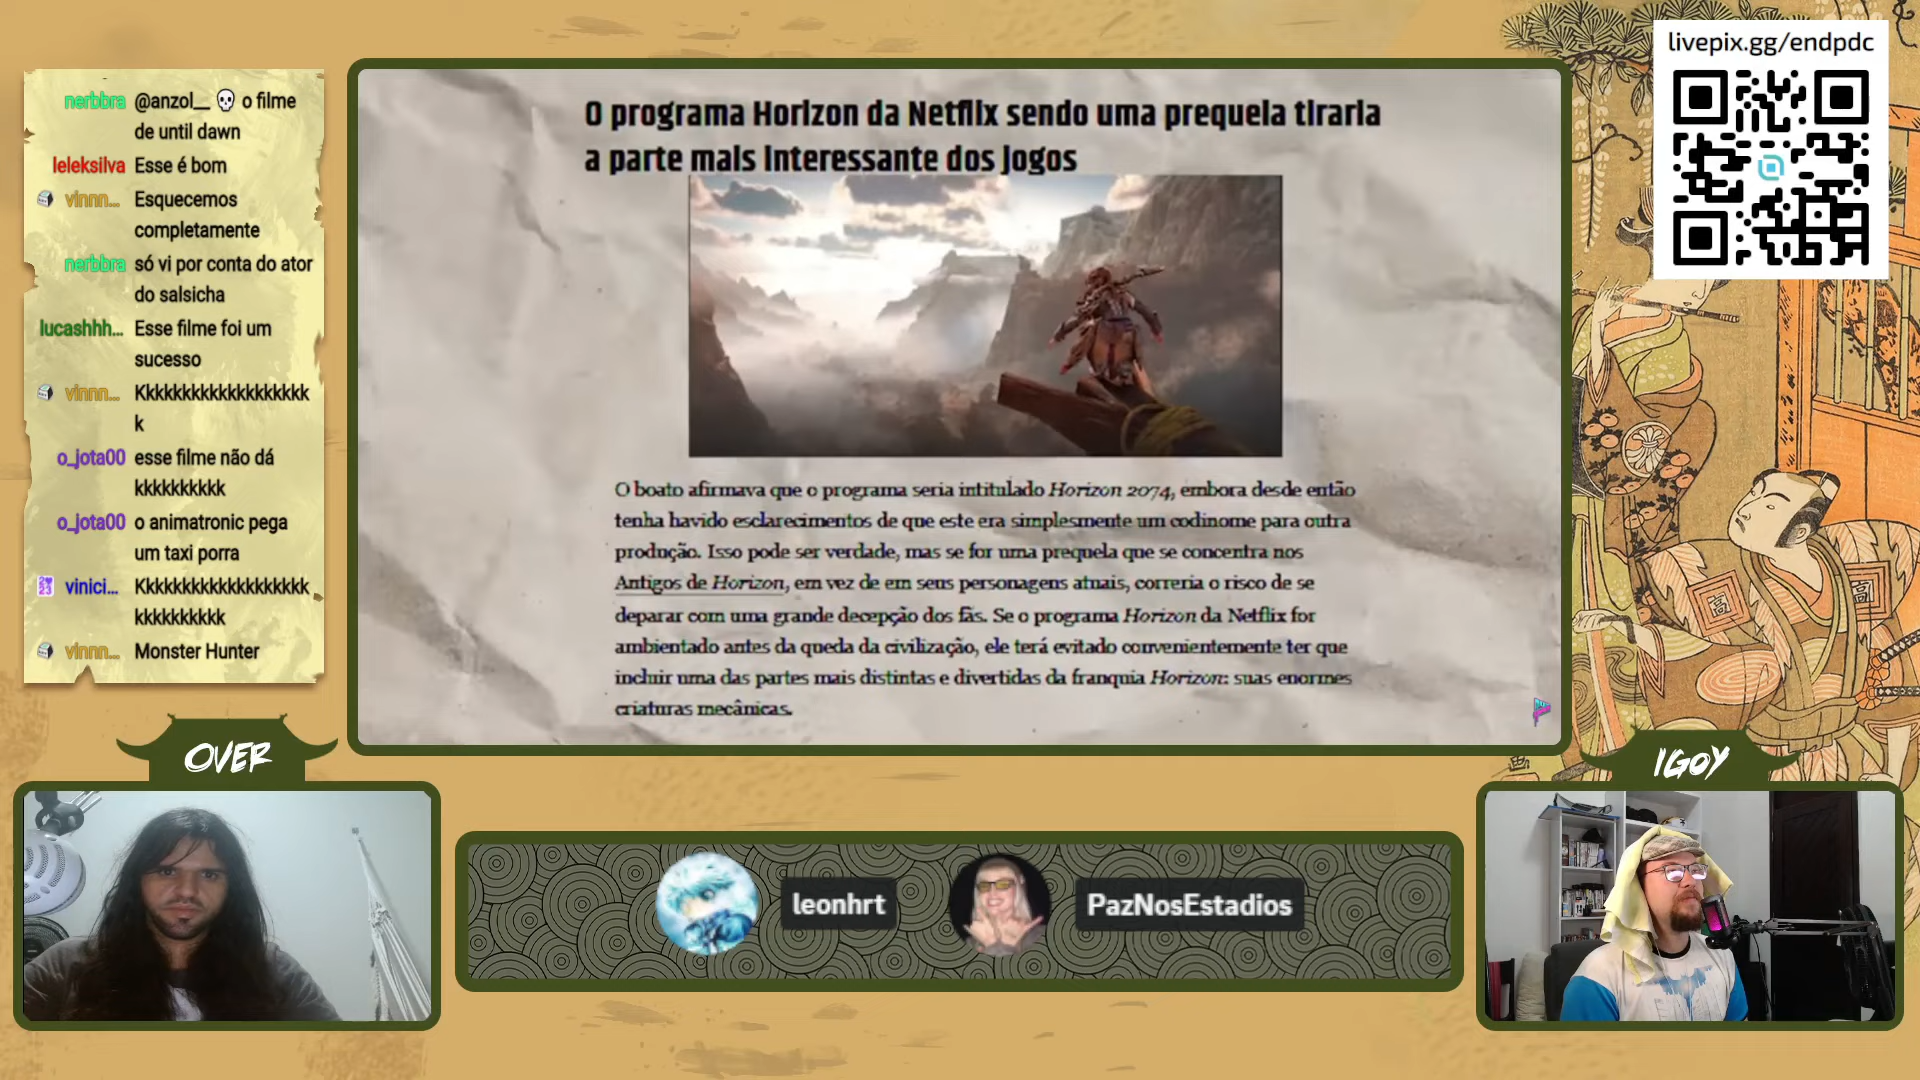 livepix.gg/endpdc
nerbbra @anzol__ 💀 o filme
de until dawn
leleksilva Esse é bom
vinnn... Esquecemos
completamente
nerbbra só vi por conta do ator
do salsicha
lucashhh... Esse filme foi um
sucesso
vinnn... Kkkkkkkkkkkkkkkkkkk
k
o_jota00 esse filme não dá
kkkkkkkkkk
o_jota00 o animatronic pega
um taxi porra
vinici... Kkkkkkkkkkkkkkkkkkk
kkkkkkkkkk
vinnn... Monster Hunter
O programa Horizon da Netflix sendo uma prequela tiraria
a parte mais interessante dos jogos
O boato afirmava que o programa seria intitulado Horizon 2074, embora desde então
tenha havido esclarecimentos de que este era simplesmente um codinome para outra
produção. Isso pode ser verdade, mas se for uma prequela que se concentra nos
Antigos de Horizon, em vez de em seus personagens atuais, correria o risco de se
deparar com uma grande decepção dos fãs. Se o programa Horizon da Netflix for
ambientado antes da queda da civilização, ele terá evitado convenientemente ter que
incluir uma das partes mais distintas e divertidas da franquia Horizon: suas enormes
criaturas mecânicas.
OVER
IGOY
leonhrt
PazNosEstadios